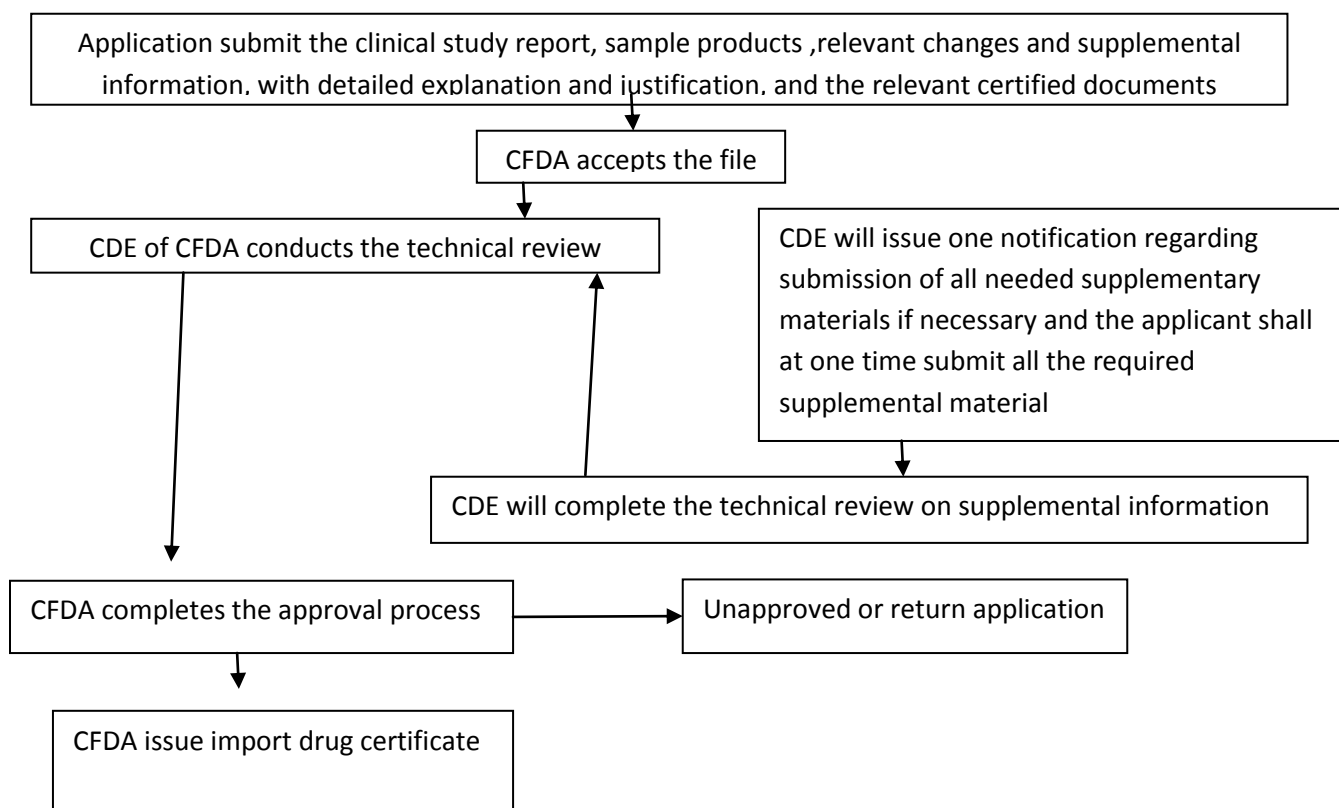 Application submit the clinical study report, sample products ,relevant changes and supplemental
information, with detailed explanation and justification, and the relevant certified documents
CFDA accepts the file
CDE of CFDA conducts the technical review
CDE will issue one notification regarding
submission of all needed supplementary
materials if necessary and the applicant shall
at one time submit all the required
supplemental material
CDE will complete the technical review on supplemental information
CFDA completes the approval process
Unapproved or return application
CFDA issue import drug certificate